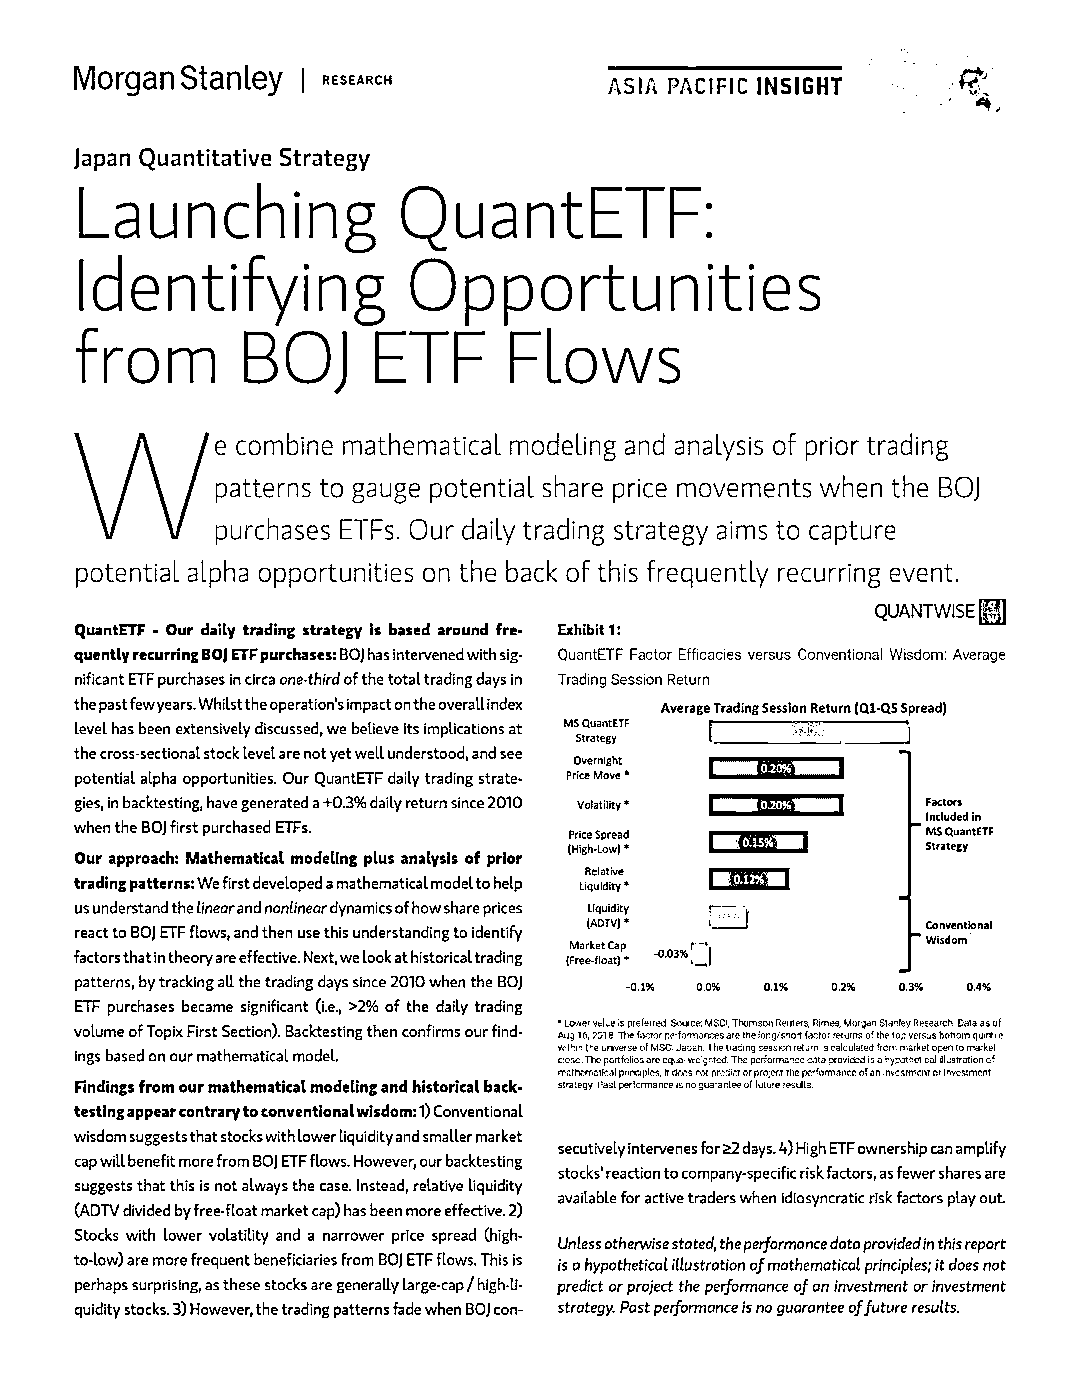 Morgan Stanley | RESEARCH
ASIA PACIFIC INSIGHT
Japan Quantitative Strategy
Launching QuantETF:
Identifying Opportunities
from BOJ ETF Flows
We combine mathematical modeling and analysis of prior trading
patterns to gauge potential share price movements when the BOJ
purchases ETFs. Our daily trading strategy aims to capture
potential alpha opportunities on the back of this frequently recurring event.
QUANTWISE
QuantETF - Our daily trading strategy is based around fre-
quently recurring BOJ ETF purchases: BOJ has intervened with sig-
nificant ETF purchases in circa one-third of the total trading days in
the past few years. Whilst the operation's impact on the overall index
level has been extensively discussed, we believe its implications at
the cross-sectional stock level are not yet well understood, and see
potential alpha opportunities. Our QuantETF daily trading strate-
gies, in backtesting, have generated a +0.3% daily return since 2010
when the BOJ first purchased ETFs.
Our approach: Mathematical modeling plus analysis of prior
trading patterns: We first developed a mathematical model to help
us understand the linear and nonlinear dynamics of how share prices
react to BOJ ETF flows, and then use this understanding to identify
factors that in theory are effective. Next, we look at historical trading
patterns, by tracking all the trading days since 2010 when the BOJ
ETF purchases became significant (i.e., >2% of the daily trading
volume of Topix First Section). Backtesting then confirms our find-
ings based on our mathematical model.
Findings from our mathematical modeling and historical back-
testing appear contrary to conventional wisdom: 1) Conventional
wisdom suggests that stocks with lower liquidity and smaller market
cap will benefit more from BOJ ETF flows. However, our backtesting
suggests that this is not always the case. Instead, relative liquidity
(ADTV divided by free-float market cap) has been more effective. 2)
Stocks with lower volatility and a narrower price spread (high-
to-low) are more frequent beneficiaries from BOJ ETF flows. This is
perhaps surprising, as these stocks are generally large-cap / high-li-
quidity stocks. 3) However, the trading patterns fade when BOJ con-
Exhibit 1:
QuantETF Factor Efficacies versus Conventional Wisdom: Average
Trading Session Return
Average Trading Session Return (Q1-Q5 Spread)
MS QuantETF
Strategy
Overnight
Price Move *
0.20%
Volatility *
0.20%
Price Spread
(High-Low) *
0.15%
Relative
Liquidity *
0.12%
Liquidity
(ADTV) *
Market Cap
(Free-float) *
-0.03%
Factors
Included in
MS QuantETF
Strategy
Conventional
Wisdom
-0.1% 0.0% 0.1% 0.2% 0.3% 0.4%
* Lower value is preferred. Source: MSCI, Thomson Reuters, Rimes, Morgan Stanley Research. Data as of
Aug 16, 2018. The factor performances are the long/short factor returns of the top versus bottom quintile
within the universe of MSCI Japan. The trading session return is calculated from market open to market
close. The portfolios are equal-weighted. The performance data provided is a hypothetical illustration of
mathematical principles, it does not predict or project the performance of an investment or investment
strategy. Past performance is no guarantee of future results.
secutively intervenes for ≥2 days. 4) High ETF ownership can amplify
stocks' reaction to company-specific risk factors, as fewer shares are
available for active traders when idiosyncratic risk factors play out.
Unless otherwise stated, the performance data provided in this report
is a hypothetical illustration of mathematical principles; it does not
predict or project the performance of an investment or investment
strategy. Past performance is no guarantee of future results.